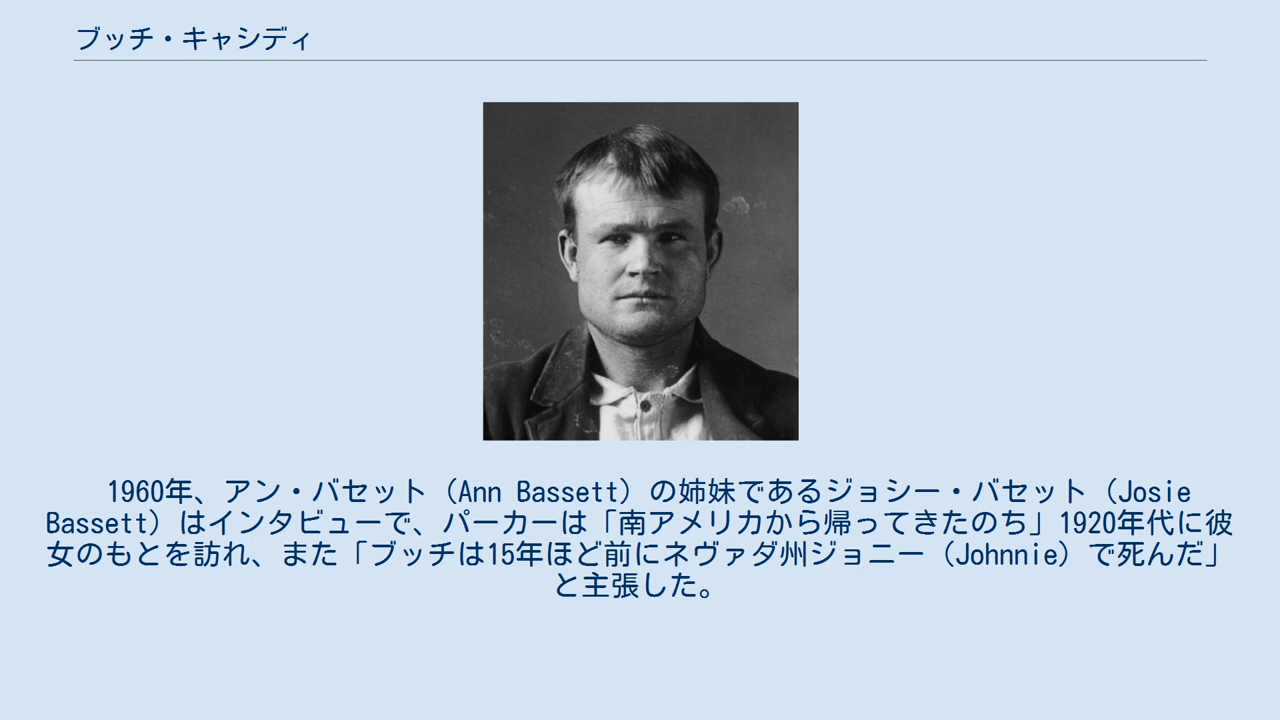 ブッチ・キャシディ
1960年、アン・バセット（Ann Bassett）の姉妹であるジョシー・バセット（Josie
Bassett）はインタビューで、パーカーは「南アメリカから帰ってきたのち」1920年代に彼
女のもとを訪れ、また「ブッチは15年ほど前にネヴァダ州ジョニー（Johnnie）で死んだ」
と主張した。